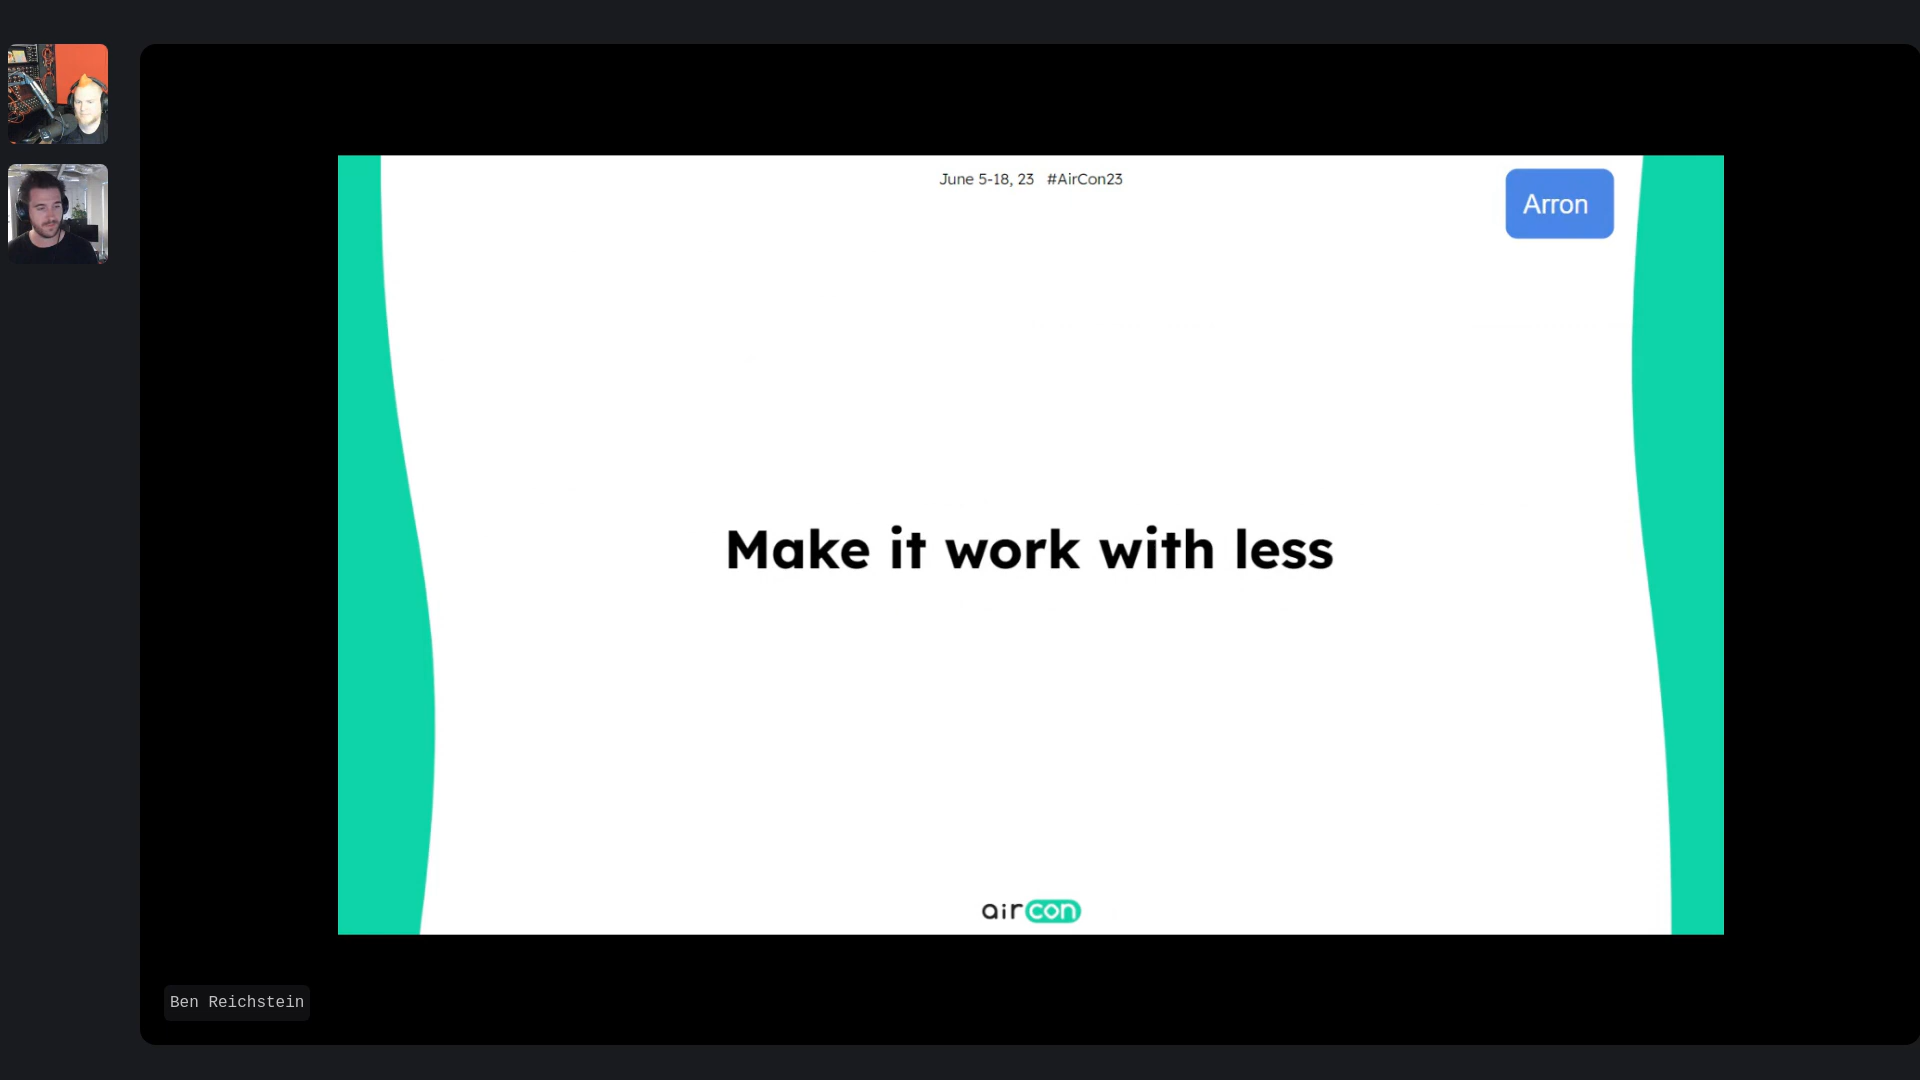 June 5-18, 23 #AirCon23
Arron
Make it work with less
aircon
Ben Reichstein